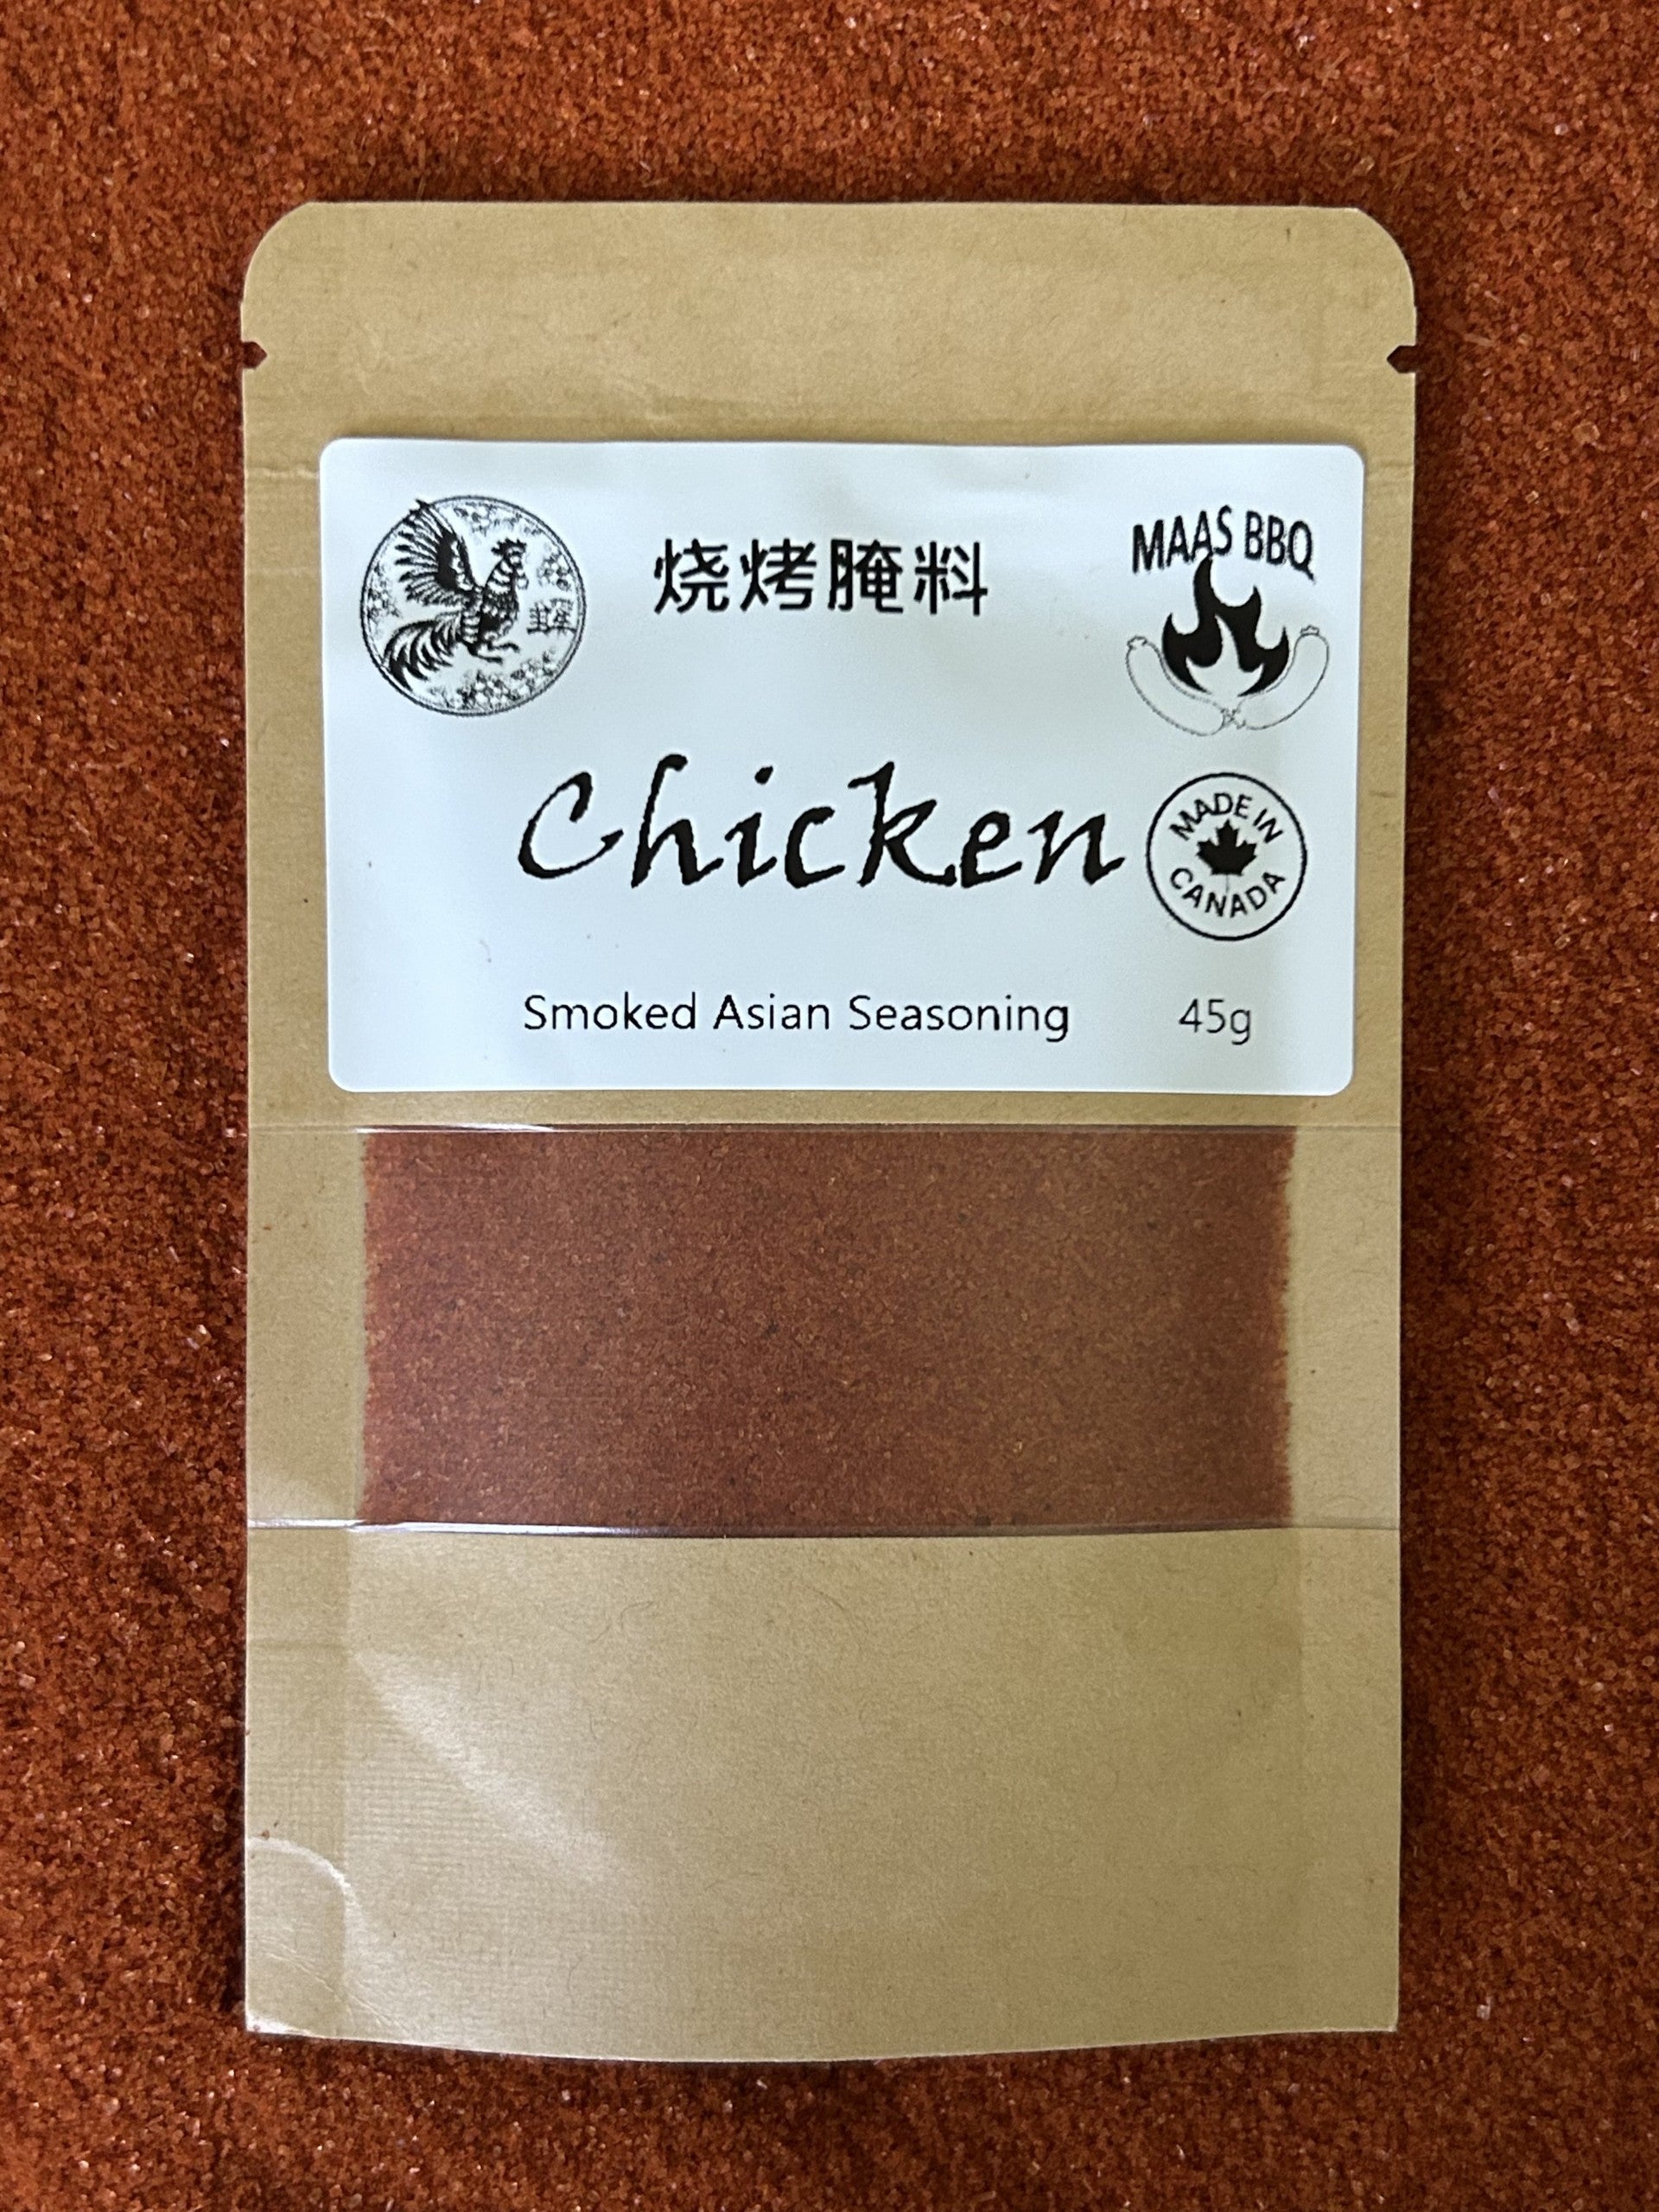 烧烤腌料
MAAS BBQ
Chicken
MADE IN
CANADA
Smoked Asian Seasoning
45g